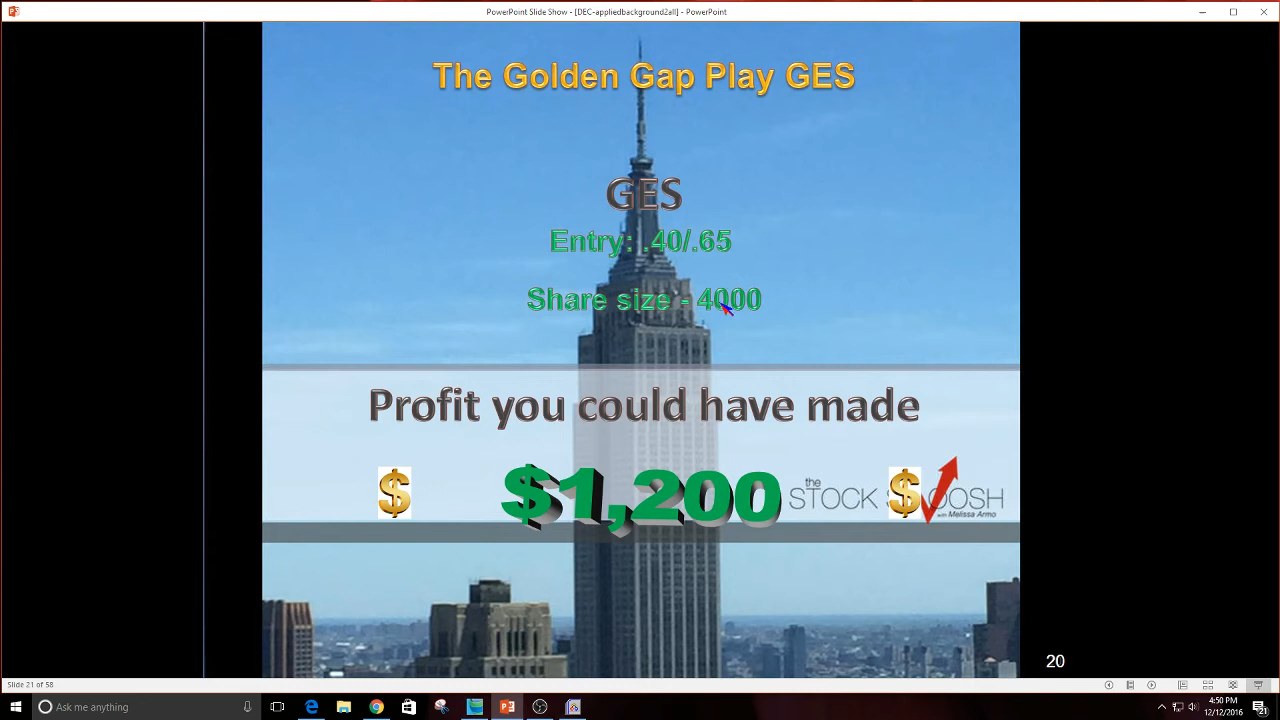 PowerPoint Slide Show - [DEC-appliedbackground2all] - PowerPoint
The Golden Gap Play GES
GES
Entry: .40/.65
Share size - 4000
Profit you could have made
$ $1,200 $
the
STOCK S OOSH
with Melissa Armo
20
Slide 21 of 58
Ask me anything
4:50 PM
12/12/2016